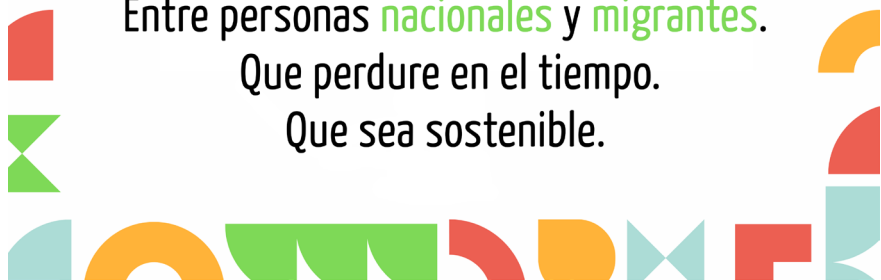 Entre personas nacionales y migrantes.
Que perdure en el tiempo.
Que sea sostenible.